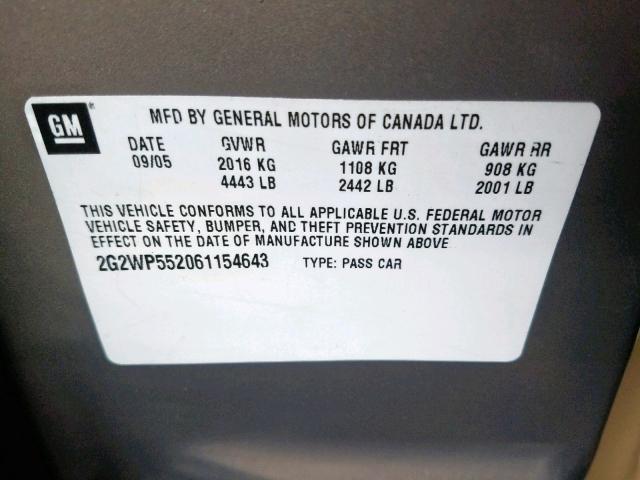 GM®
MFD BY GENERAL MOTORS OF CANADA LTD.
DATE GVWR GAWR FRT GAWR RR
09/05 2016 KG 1108 KG 908 KG
4443 LB 2442 LB 2001 LB
THIS VEHICLE CONFORMS TO ALL APPLICABLE U.S. FEDERAL MOTOR
VEHICLE SAFETY, BUMPER, AND THEFT PREVENTION STANDARDS IN
EFFECT ON THE DATE OF MANUFACTURE SHOWN ABOVE
2G2WP552061154643 TYPE: PASS CAR